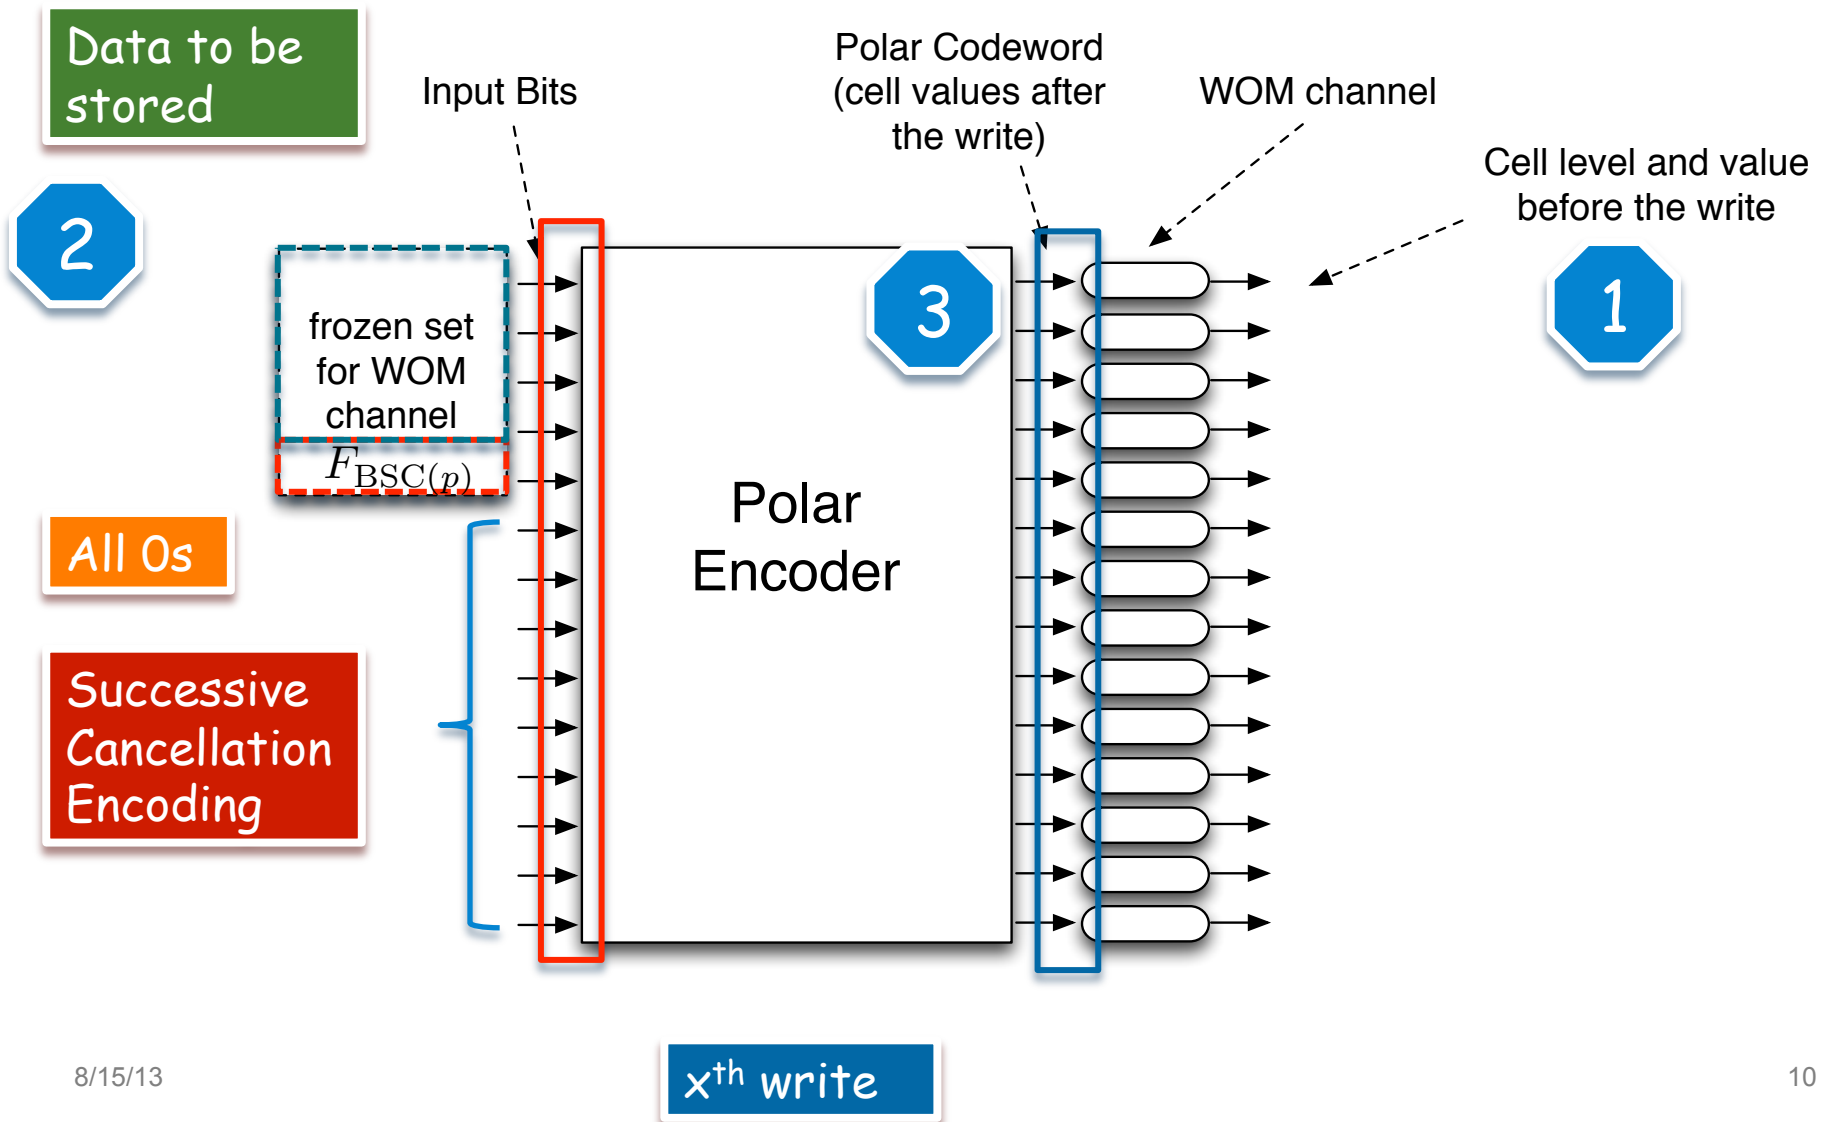 Data to be
stored
Input Bits
Polar Codeword
(cell values after
the write)
WOM channel
Cell level and value
before the write
2
3
1
frozen set
for WOM
channel
F_BSC(p)
All 0s
Polar
Encoder
Successive
Cancellation
Encoding
8/15/13
xth write
10